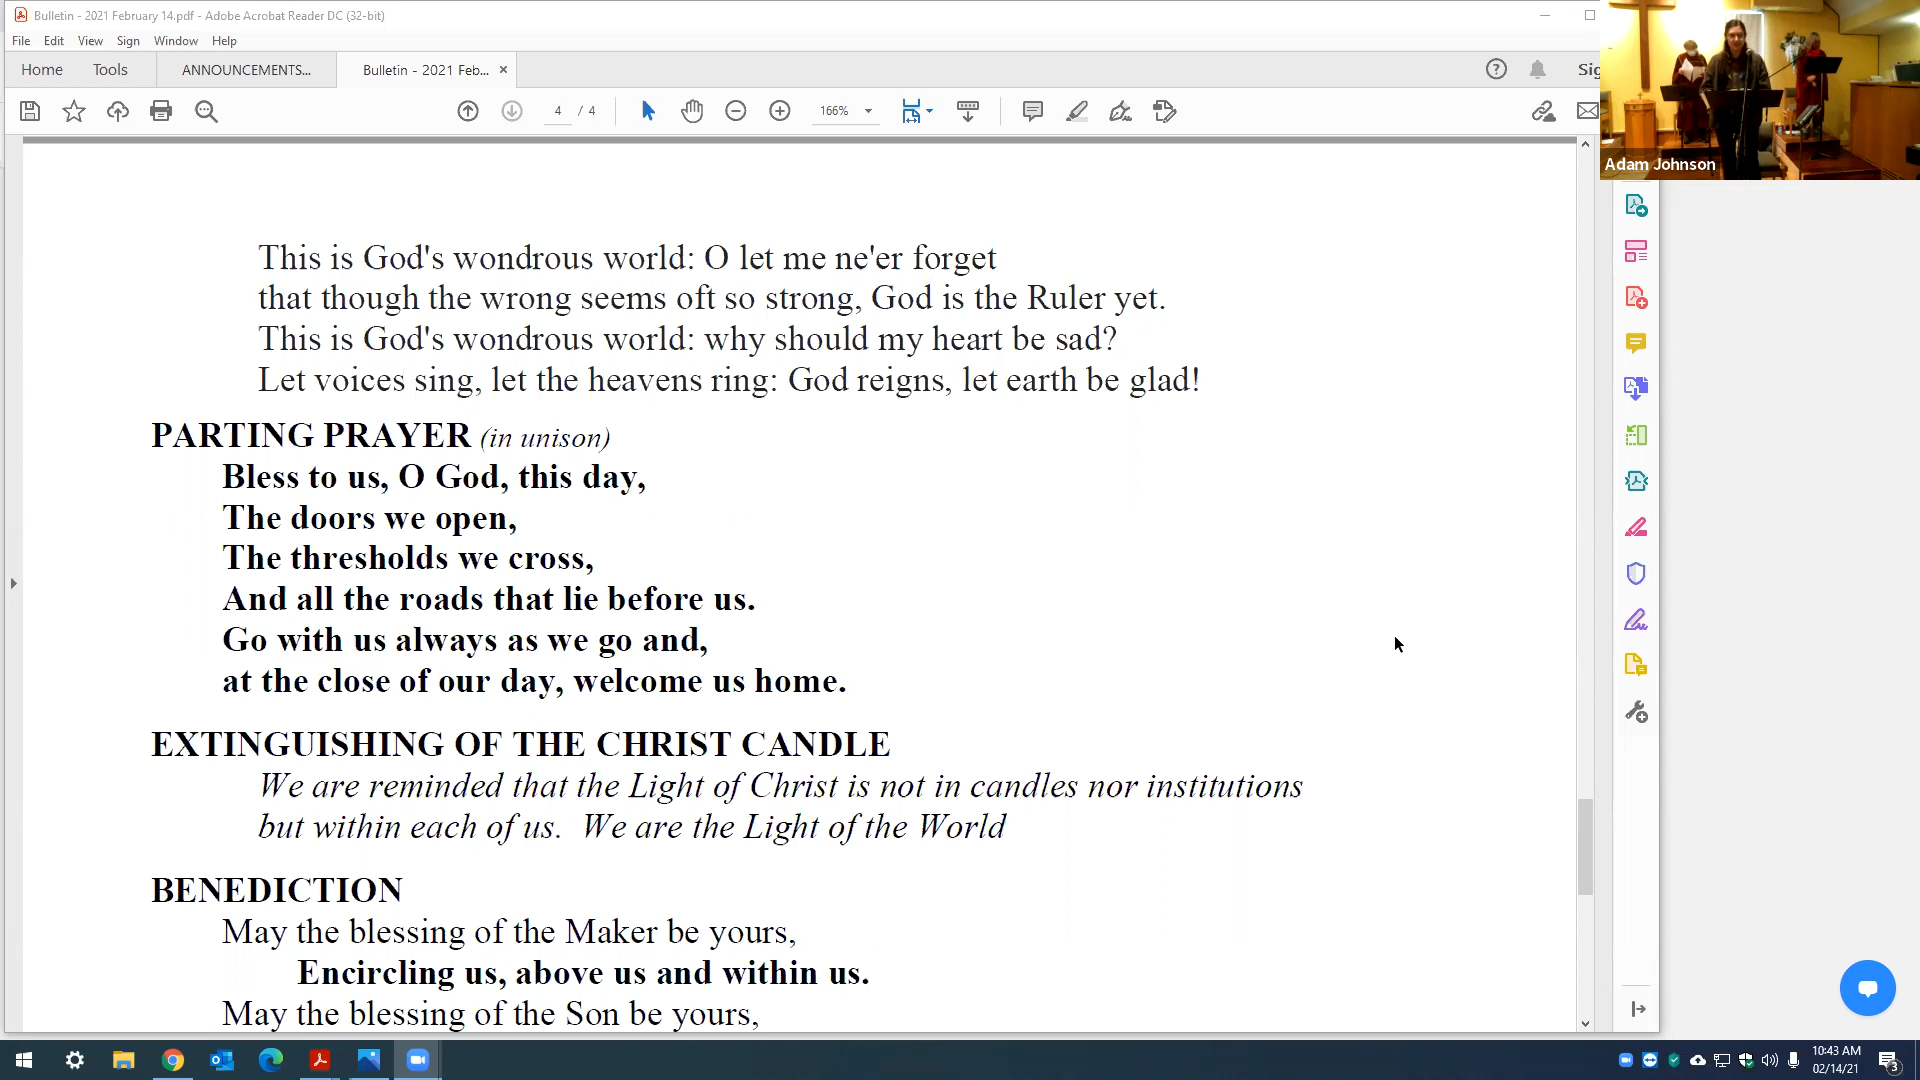 Bulletin - 2021 February 14.pdf - Adobe Acrobat Reader DC (32-bit)
File Edit View Sign Window Help
Home Tools ANNOUNCEMENTS... Bulletin - 2021 Feb... ×
4 / 4 166%
Adam Johnson
This is God's wondrous world: O let me ne'er forget
that though the wrong seems oft so strong, God is the Ruler yet.
This is God's wondrous world: why should my heart be sad?
Let voices sing, let the heavens ring: God reigns, let earth be glad!
PARTING PRAYER (in unison)
Bless to us, O God, this day,
The doors we open,
The thresholds we cross,
And all the roads that lie before us.
Go with us always as we go and,
at the close of our day, welcome us home.
EXTINGUISHING OF THE CHRIST CANDLE
We are reminded that the Light of Christ is not in candles nor institutions
but within each of us. We are the Light of the World
BENEDICTION
May the blessing of the Maker be yours,
Encircling us, above us and within us.
May the blessing of the Son be yours,
10:43 AM
02/14/21
3